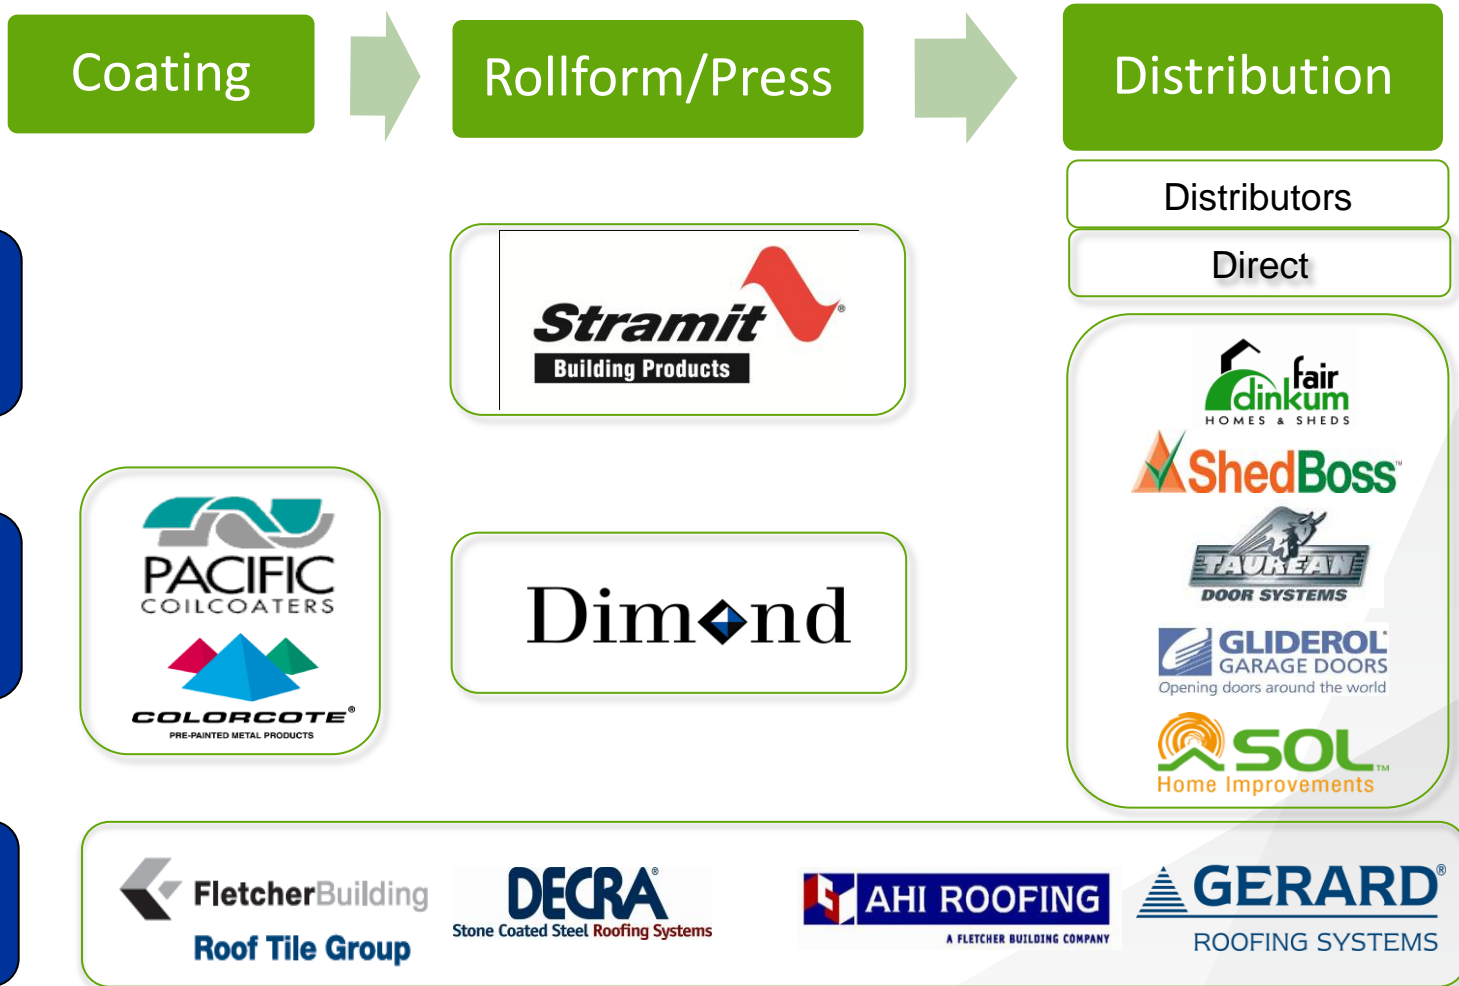 Coating
Rollform/Press
Distribution
Distributors
Direct
Stramit®
Building Products
fair
dinkum
HOMES & SHEDS
ShedBoss™
TAUREAN
DOOR SYSTEMS
GLIDEROL®
GARAGE DOORS
Opening doors around the world
SOL™
Home Improvements
PACIFIC
COILCOATERS
COLORCOTE®
PRE-PAINTED METAL PRODUCTS
Dimond
FletcherBuilding
Roof Tile Group
DECRA®
Stone Coated Steel Roofing Systems
AHI ROOFING
A FLETCHER BUILDING COMPANY
GERARD®
ROOFING SYSTEMS